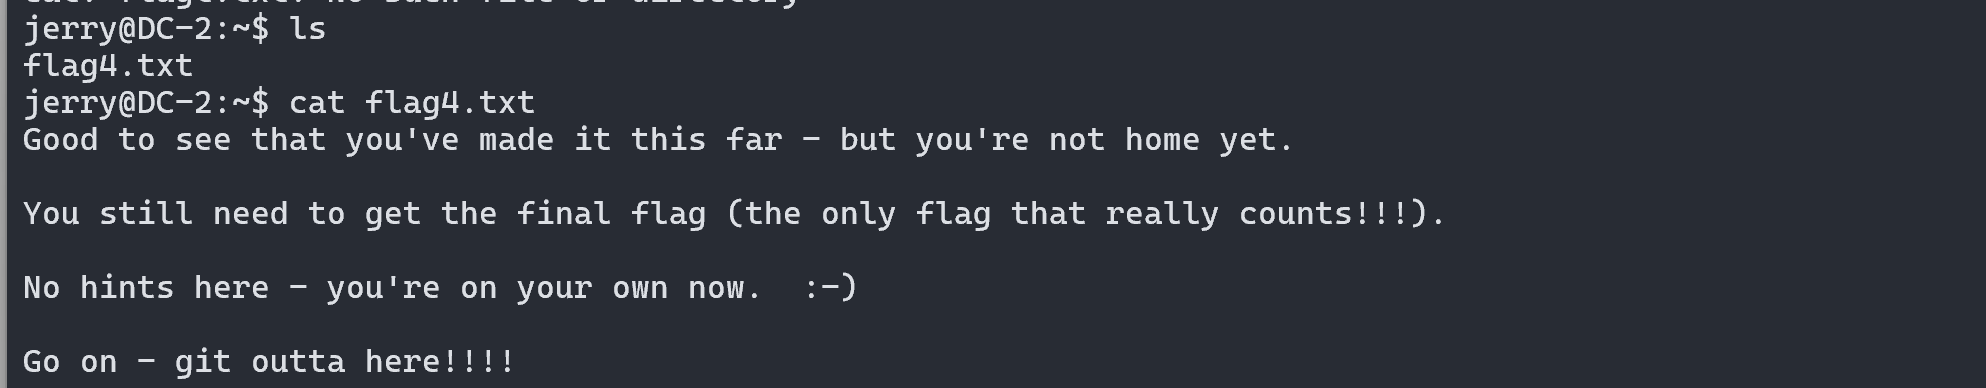 jerry@DC-2:~$ ls
flag4.txt
jerry@DC-2:~$ cat flag4.txt
Good to see that you've made it this far - but you're not home yet.
You still need to get the final flag (the only flag that really counts!!!).
No hints here - you're on your own now.  :-)
Go on - git outta here!!!!